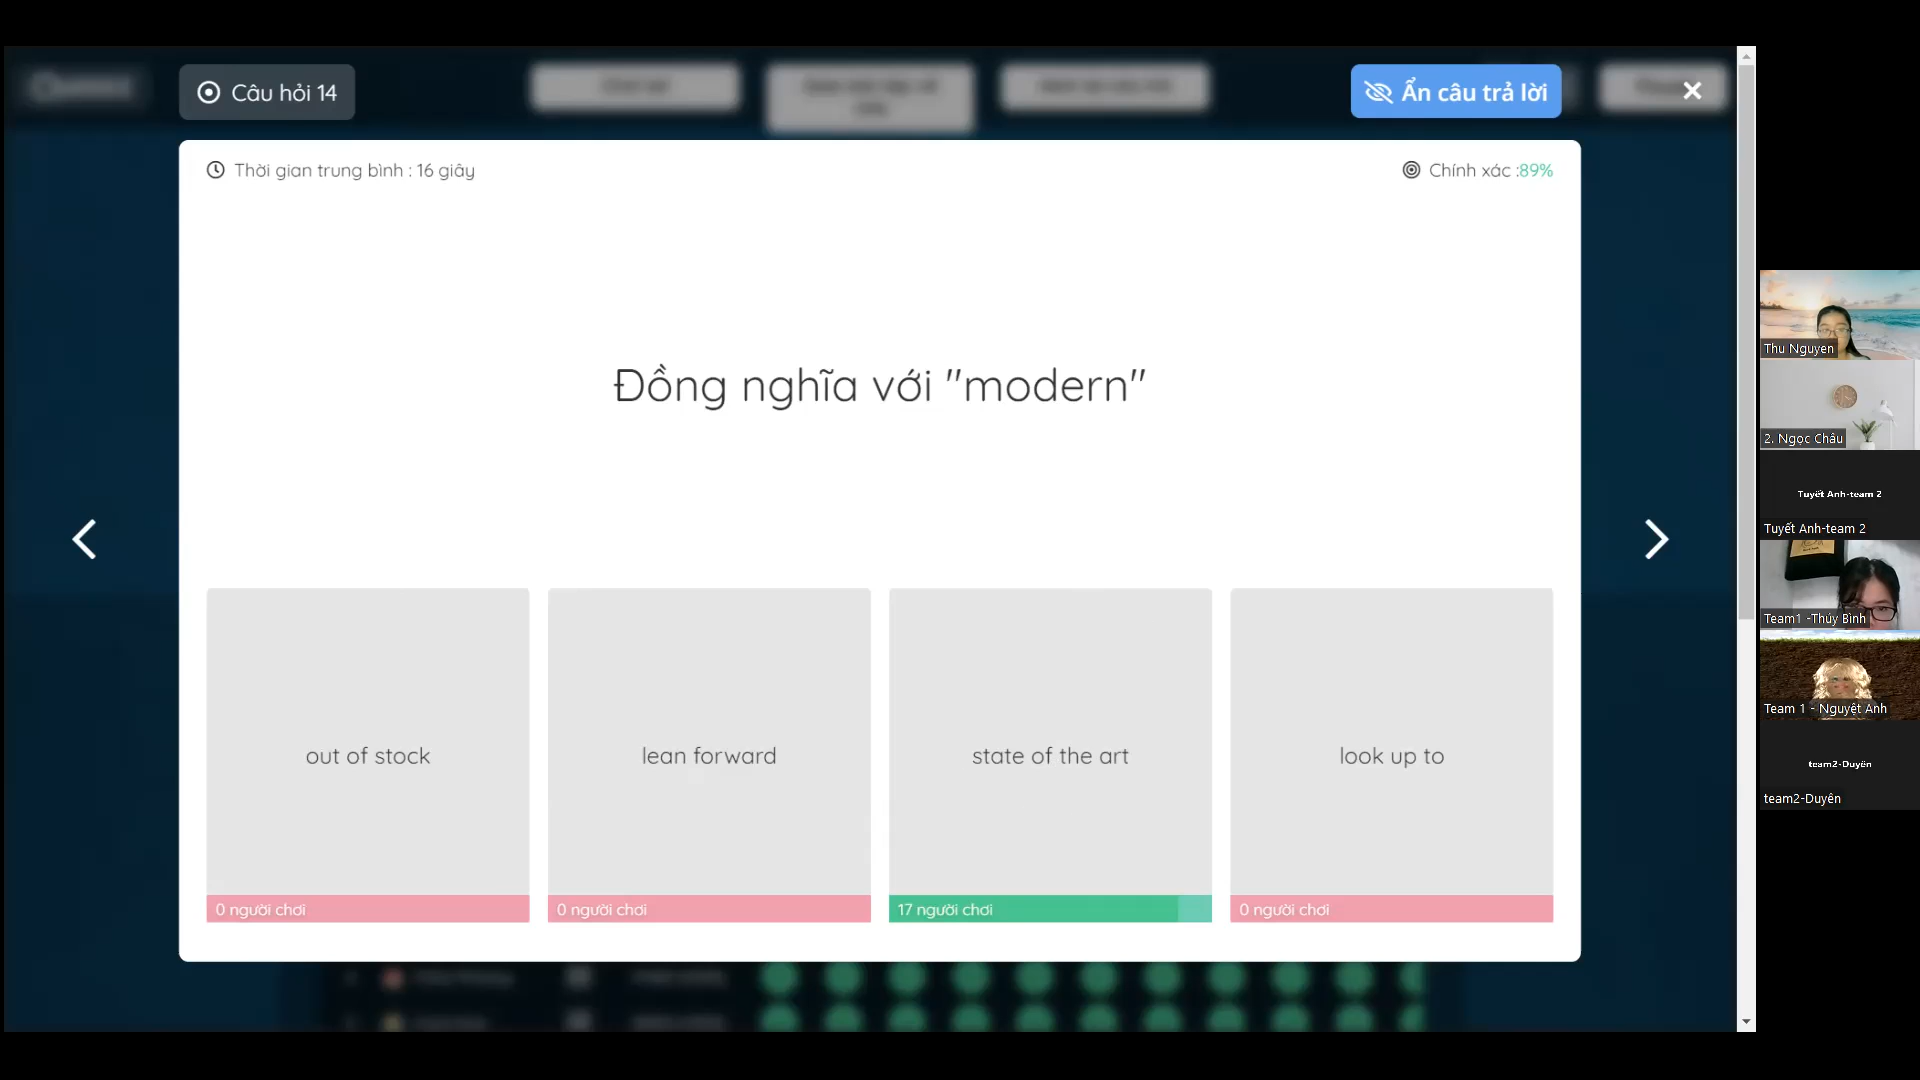 Câu hỏi 14
Ẩn câu trả lời
Thời gian trung bình : 16 giây
Chính xác :89%
Đồng nghĩa với "modern"
out of stock
lean forward
state of the art
look up to
0 người chơi
0 người chơi
17 người chơi
0 người chơi
Thu Nguyen
2. Ngọc Châu
Tuyết Anh-team 2
Tuyết Anh-team 2
Team1 -Thúy Bình
Team 1 - Nguyệt Anh
team2-Duyên
team2-Duyên